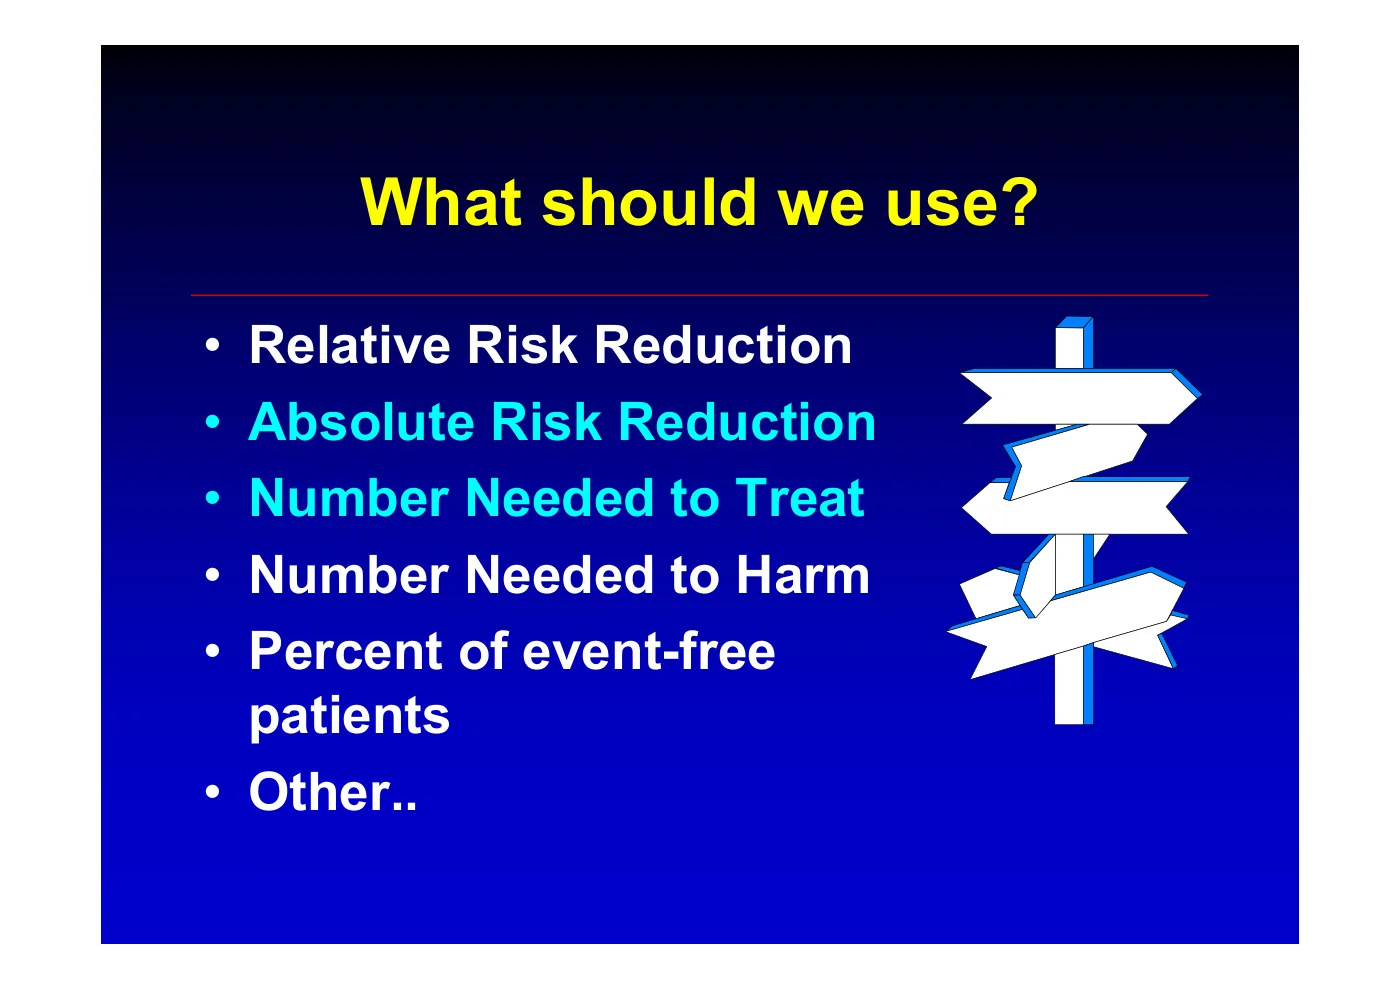 What should we use?
• Relative Risk Reduction
• Absolute Risk Reduction
• Number Needed to Treat
• Number Needed to Harm
• Percent of event-free
patients
• Other..